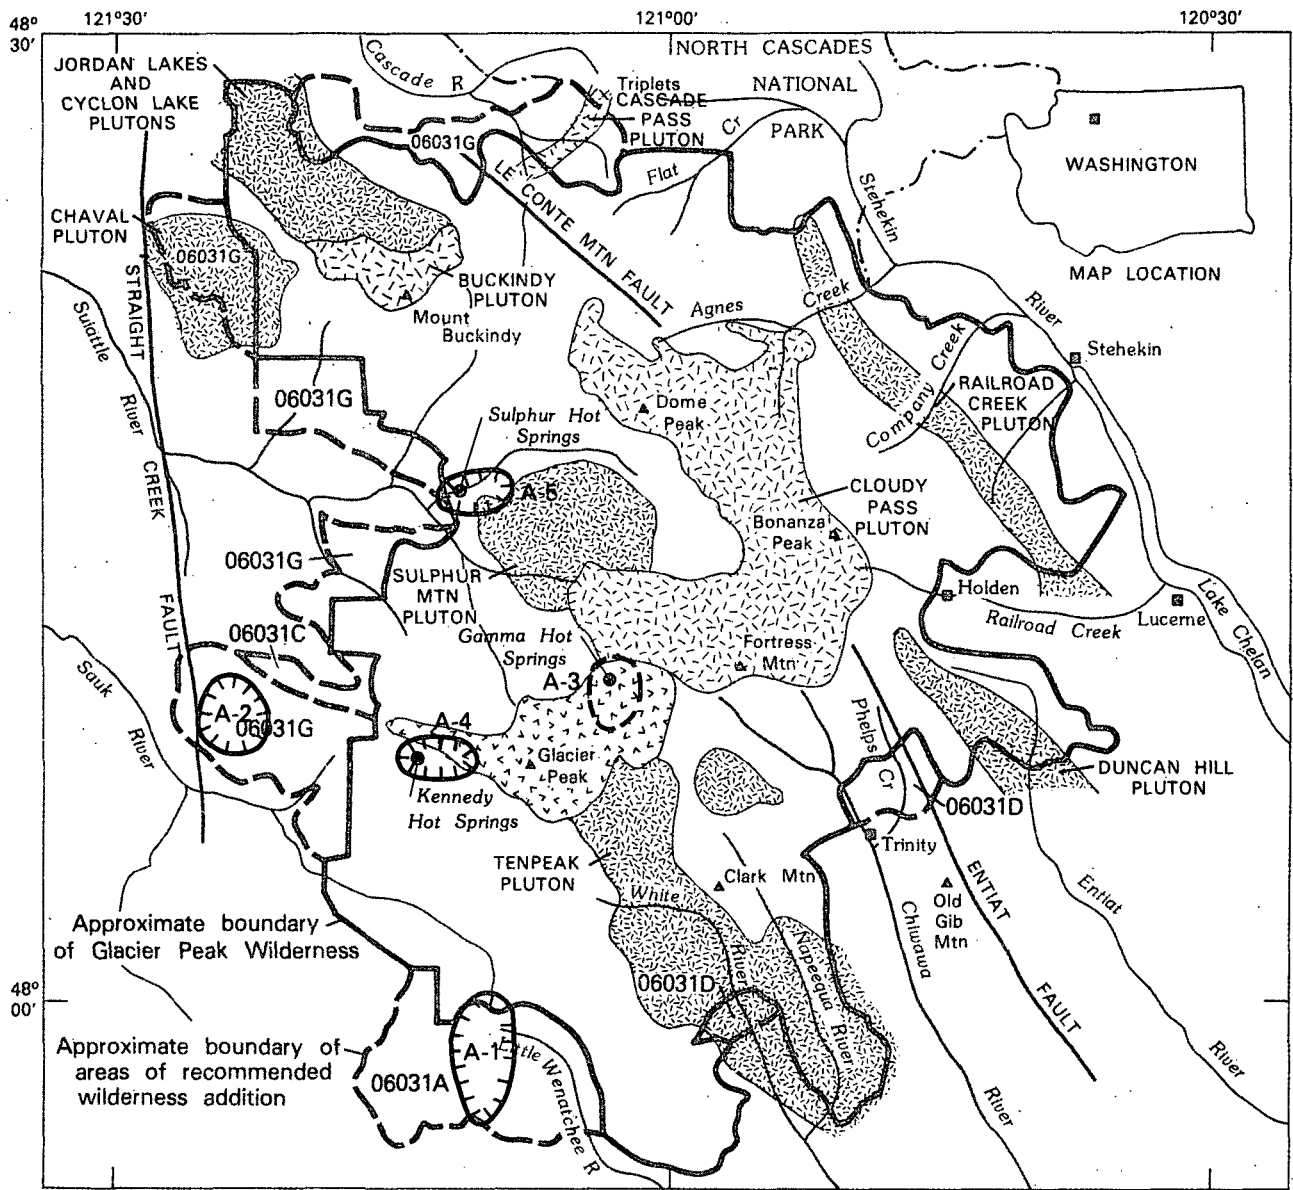 48°
30'
121°30'
121°00'
120°30'
NORTH CASCADES
NATIONAL
PARK
JORDAN LAKES
AND
CYCLON LAKE
PLUTONS
Cascade R
Triplets
CASCADE
PASS
PLUTON
06031G
Flat Cr
WASHINGTON
MAP LOCATION
LE CONTE MTN FAULT
Stehekin
River
CHAVAL
PLUTON
06031G
BUCKINDY
PLUTON
Mount
Buckindy
Agnes Creek
Stehekin
STRAIGHT
CREEK
FAULT
Suiattle
River
06031G
Sulphur Hot
Springs
Dome
Peak
Company Creek
RAILROAD
CREEK
PLUTON
A-5
CLOUDY
PASS
PLUTON
Bonanza
Peak
06031G
SULPHUR
MTN
PLUTON
Holden
Railroad Creek
Lucerne
Lake Chelan
06031C
Gamma Hot
Springs
Fortress
Mtn
A-3
Sauk
River
A-2
06031G
A-4
Glacier
Peak
Kennedy
Hot Springs
Phelps
Cr
DUNCAN HILL
PLUTON
06031D
Trinity
TENPEAK
PLUTON
Clark Mtn
White
River
Old
Gib
Mtn
ENTIAT
FAULT
Entiat
River
Chiwawa
River
Napeequa
River
Approximate boundary
of Glacier Peak Wilderness
06031D
48°
00'
Approximate boundary of
areas of recommended
wilderness addition
A-1
06031A
Little Wenatchee R